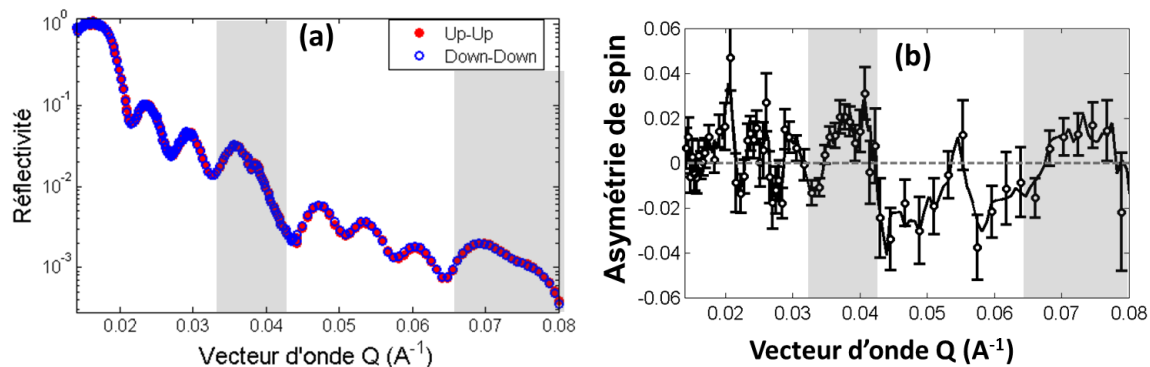 (a)
Up-Up
Down-Down
Réflectivité
10^0
10^-1
10^-2
10^-3
0.02 0.03 0.04 0.05 0.06 0.07 0.08
Vecteur d'onde Q (A^-1)
(b)
Asymétrie de spin
0.06
0.04
0.02
0
-0.02
-0.04
-0.06
0.02 0.03 0.04 0.05 0.06 0.07 0.08
Vecteur d’onde Q (A^-1)